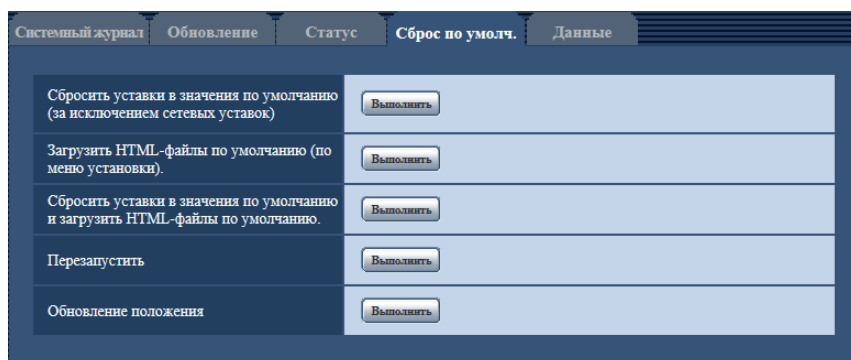 Системный журнал Обновление Статус Сброс по умолч. Данные
Сбросить уставки в значения по умолчанию
(за исключением сетевых уставок)
Выполнить
Загрузить HTML-файлы по умолчанию (по
меню установки).
Выполнить
Сбросить уставки в значения по умолчанию
и загрузить HTML-файлы по умолчанию.
Выполнить
Перезапустить
Выполнить
Обновление положения
Выполнить